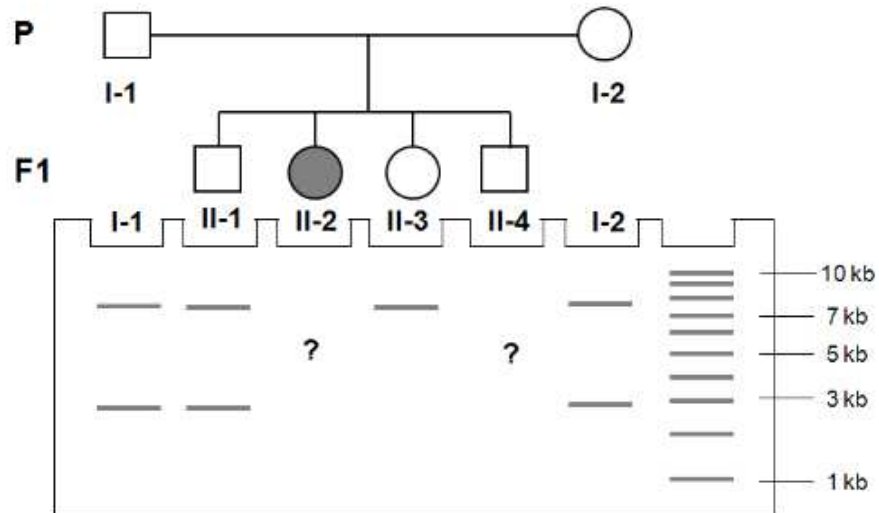 P
I-1 I-2
F1
I-1 II-1 II-2 II-3 II-4 I-2
10 kb
7 kb
? ?
5 kb
3 kb
1 kb